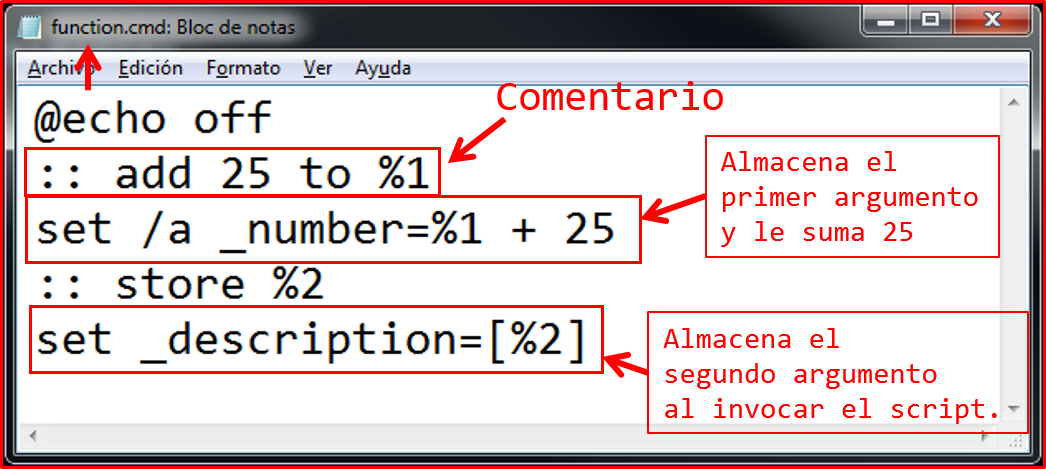 function.cmd: Bloc de notas
Archivo Edición Formato Ver Ayuda
Comentario
@echo off
:: add 25 to %1
set /a _number=%1 + 25
:: store %2
set _description=[%2]
Almacena el
primer argumento
y le suma 25
Almacena el
segundo argumento
al invocar el script.